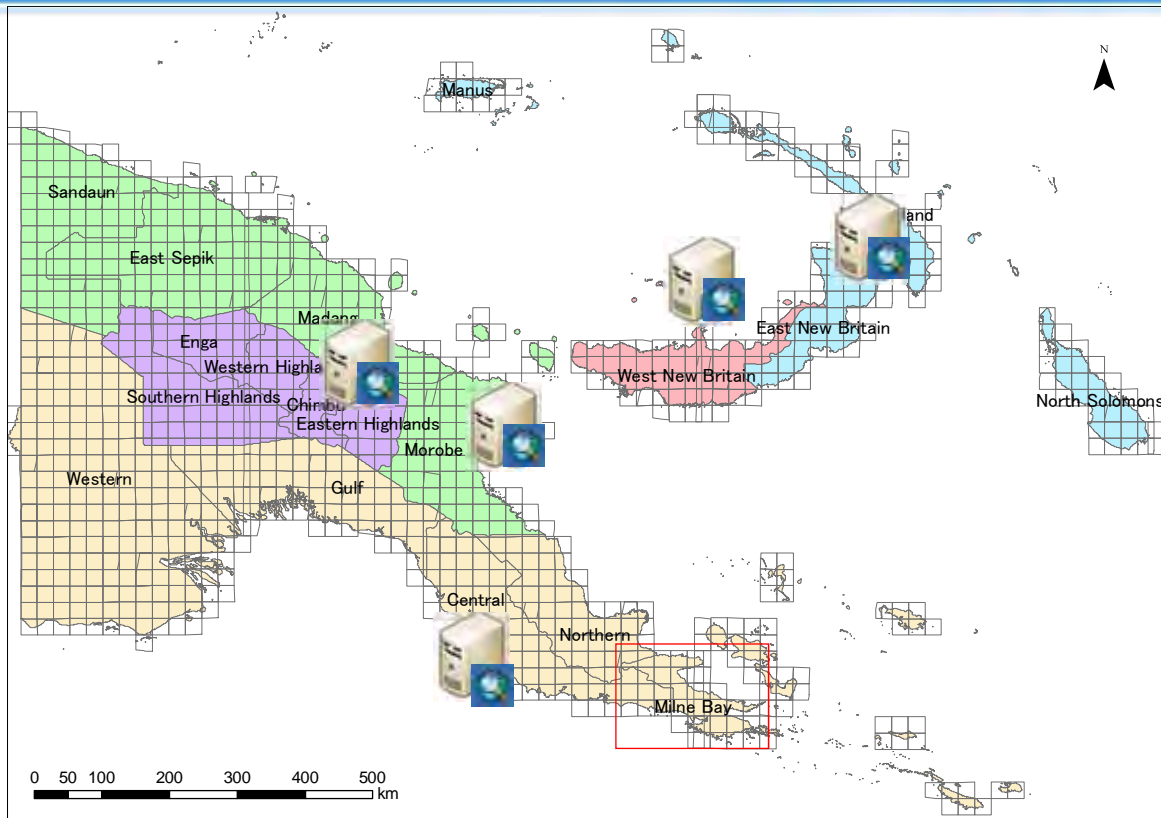 N
Manus
Sandaun
and
East Sepik
Madang
East New Britain
Enga
Western Highla
West New Britain
Southern Highlands
North Solomons
Chimbu
Eastern Highlands
Morobe
Western
Gulf
Central
Northern
Milne Bay
0 50 100 200 300 400 500
km